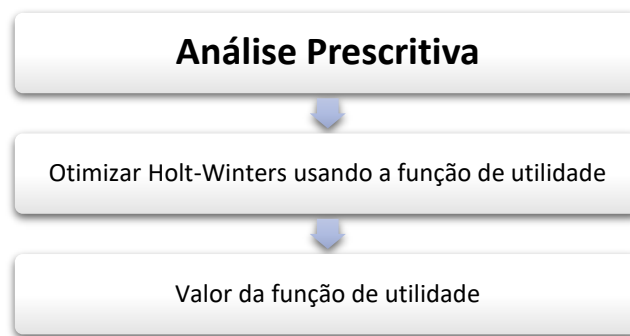 Análise Prescritiva
Otimizar Holt-Winters usando a função de utilidade
Valor da função de utilidade